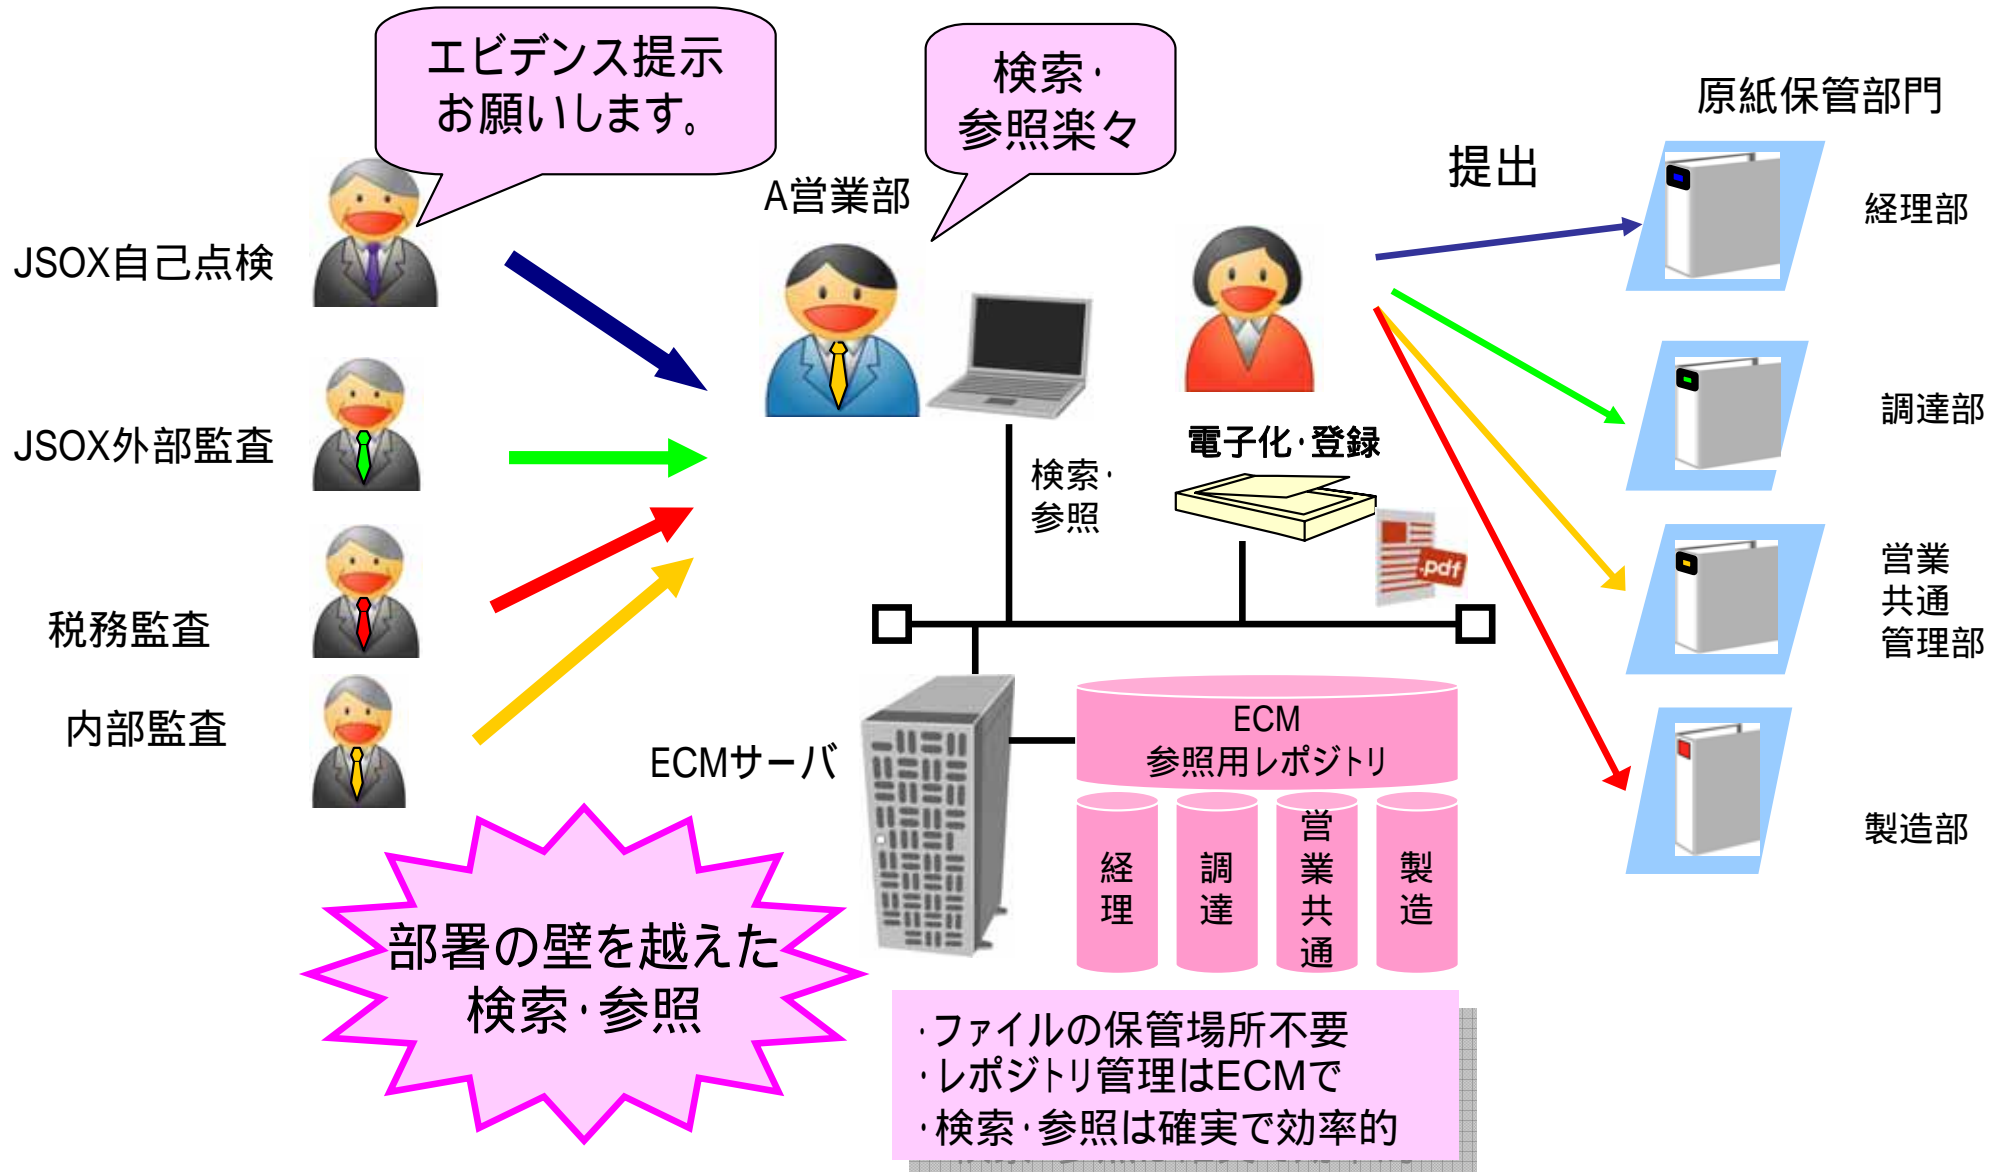 エビデンス提示
お願いします。
検索・
参照楽々
原紙保管部門
提出
A営業部
経理部
JSOX自己点検
調達部
JSOX外部監査
電子化・登録
検索・
参照
.pdf
営業
共通
管理部
税務監査
内部監査
ECMサーバ
ECM
参照用レポジトリ
経理
調達
営業共通
製造
製造部
部署の壁を越えた
検索・参照
・ファイルの保管場所不要
・レポジトリ管理はECMで
・検索・参照は確実で効率的